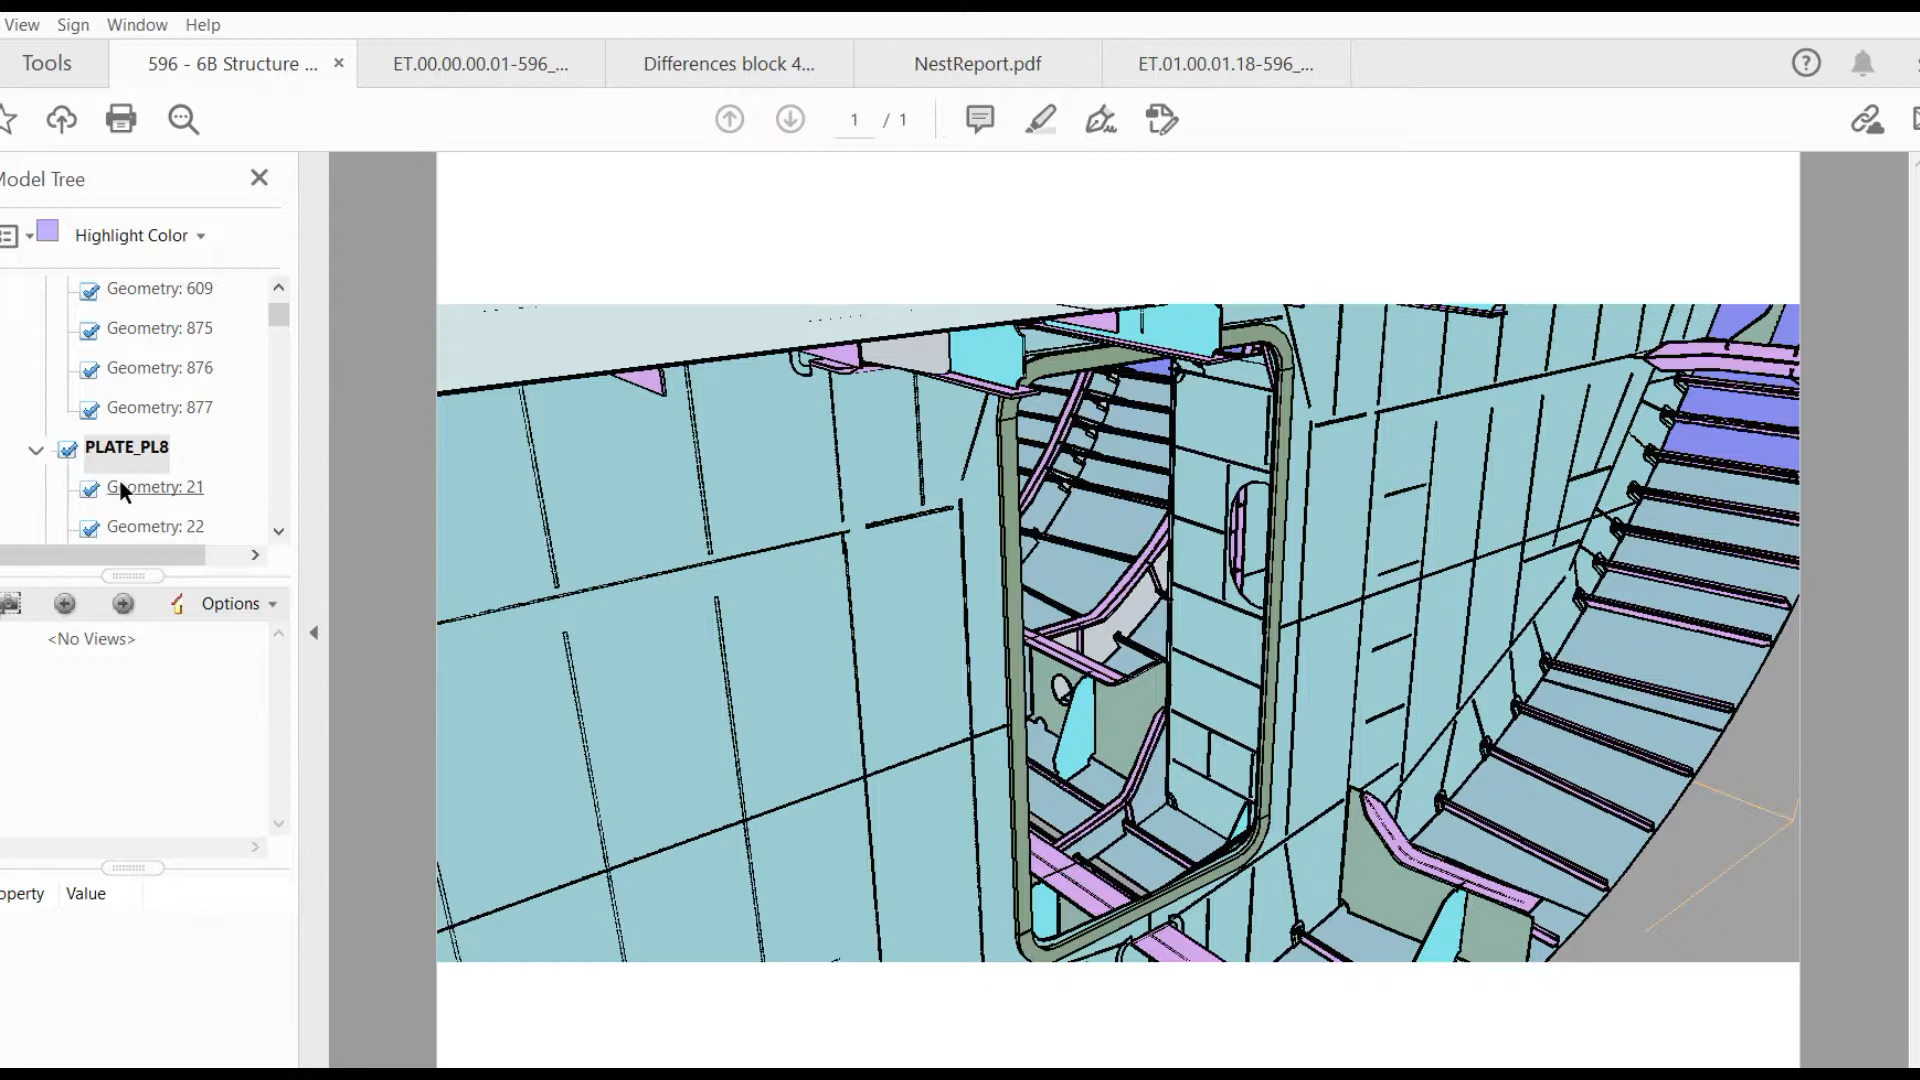 View Sign Window Help
Tools 596 - 6B Structure ... × ET.00.00.00.01-596_... Differences block 4... NestReport.pdf ET.01.00.01.18-596_...
1 / 1
Model Tree
Highlight Color
Geometry: 609
Geometry: 875
Geometry: 876
Geometry: 877
PLATE_PL8
Geometry: 21
Geometry: 22
Options
<No Views>
operty Value